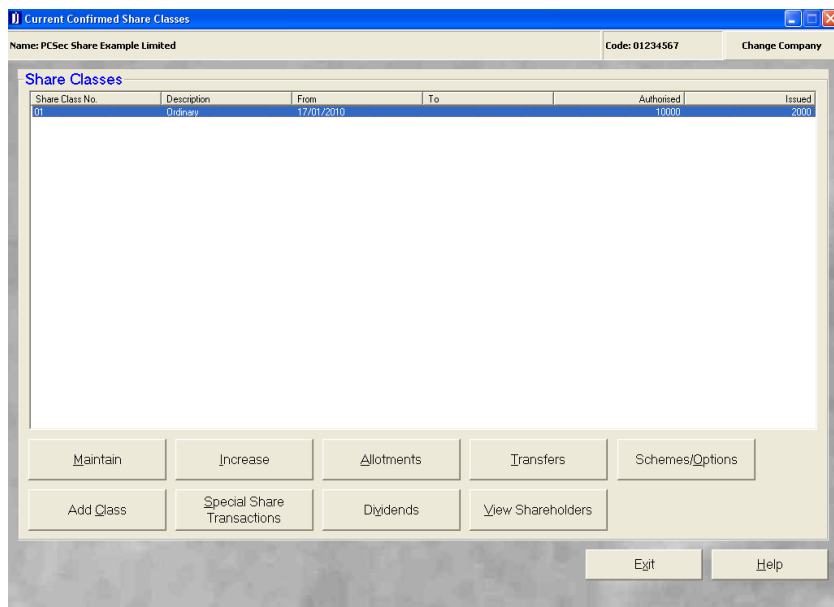 Current Confirmed Share Classes
Name: PCSec Share Example Limited Code: 01234567 Change Company
Share Classes
Share Class No. Description From To Authorised Issued
01 Ordinary 17/01/2010 10000 2000
Maintain Increase Allotments Transfers Schemes/Options
Add Class Special Share Transactions Dividends View Shareholders
Exit Help